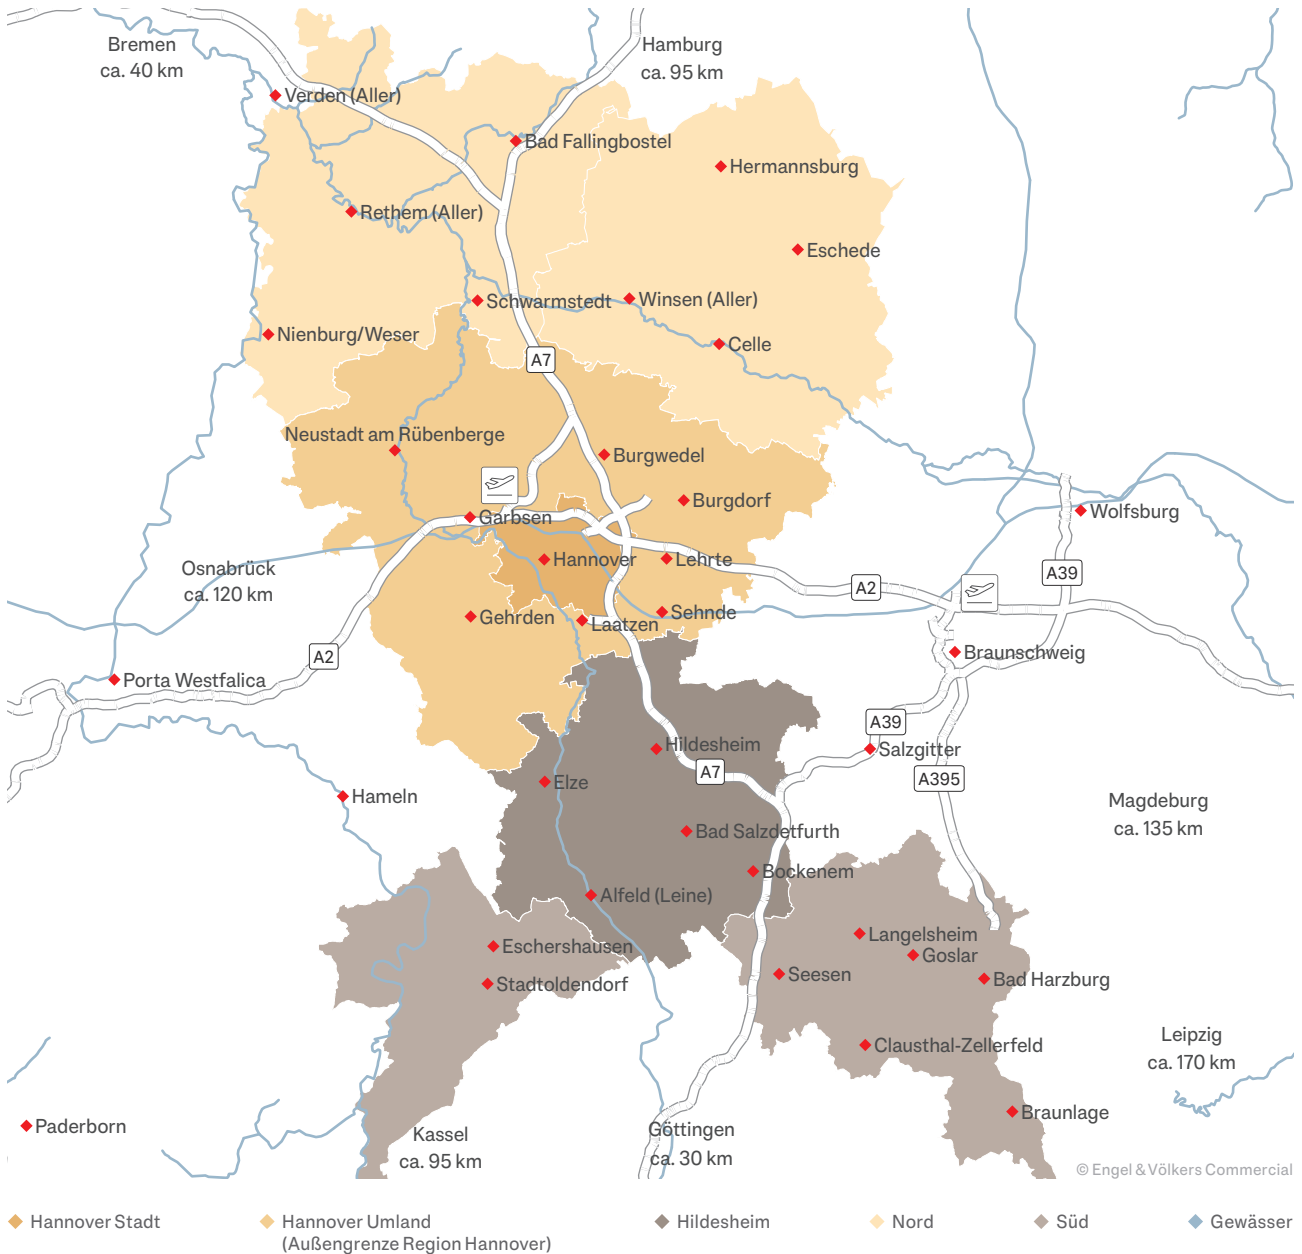 Bremen
ca. 40 km
Hamburg
ca. 95 km
Verden (Aller)
Bad Fallingbostel
Hermannsburg
Rethem (Aller)
Eschede
Schwarmstedt
Winsen (Aller)
Nienburg/Weser
Celle
A7
Neustadt am Rübenberge
Burgwedel
Burgdorf
Garbsen
Wolfsburg
Hannover
Lehrte
Osnabrück
ca. 120 km
A39
A2
Gehrden
Laatzen
Sehnde
A2
Braunschweig
Porta Westfalica
A39
Hildesheim
Salzgitter
A7
A395
Elze
Hameln
Magdeburg
ca. 135 km
Bad Salzdetfurth
Bockenem
Alfeld (Leine)
Langelsheim
Eschershausen
Goslar
Stadtoldendorf
Seesen
Bad Harzburg
Clausthal-Zellerfeld
Leipzig
ca. 170 km
Braunlage
Paderborn
Kassel
ca. 95 km
Göttingen
ca. 30 km
© Engel & Völkers Commercial
Hannover Stadt
Hannover Umland
(Außengrenze Region Hannover)
Hildesheim
Nord
Süd
Gewässer